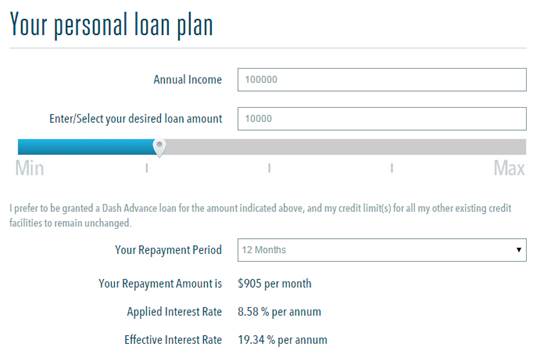 Your personal loan plan
Annual Income 100000
Enter/Select your desired loan amount 10000
Min Max
I prefer to be granted a Dash Advance loan for the amount indicated above, and my credit limit(s) for all my other existing credit
facilities to remain unchanged.
Your Repayment Period 12 Months
Your Repayment Amount is $905 per month
Applied Interest Rate 8.58 % per annum
Effective Interest Rate 19.34 % per annum